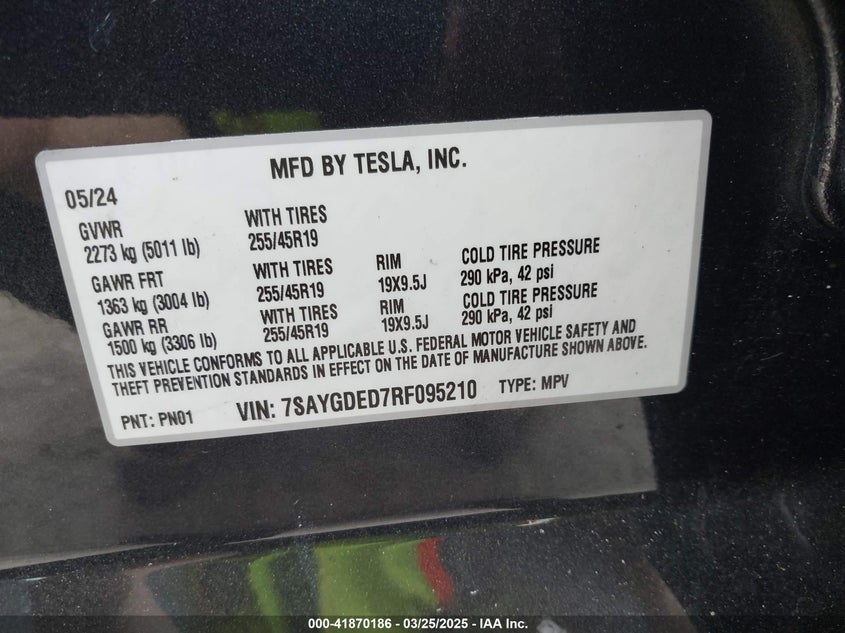 MFD BY TESLA, INC.
05/24
GVWR WITH TIRES
2273 kg (5011 lb) 255/45R19
GAWR FRT WITH TIRES RIM COLD TIRE PRESSURE
1363 kg (3004 lb) 255/45R19 19X9.5J 290 kPa, 42 psi
GAWR RR WITH TIRES RIM COLD TIRE PRESSURE
1500 kg (3306 lb) 255/45R19 19X9.5J 290 kPa, 42 psi
THIS VEHICLE CONFORMS TO ALL APPLICABLE U.S. FEDERAL MOTOR VEHICLE SAFETY AND
THEFT PREVENTION STANDARDS IN EFFECT ON THE DATE OF MANUFACTURE SHOWN ABOVE.
PNT: PN01 VIN: 7SAYGDED7RF095210 TYPE: MPV
000-41870186 - 03/25/2025 - IAA Inc.